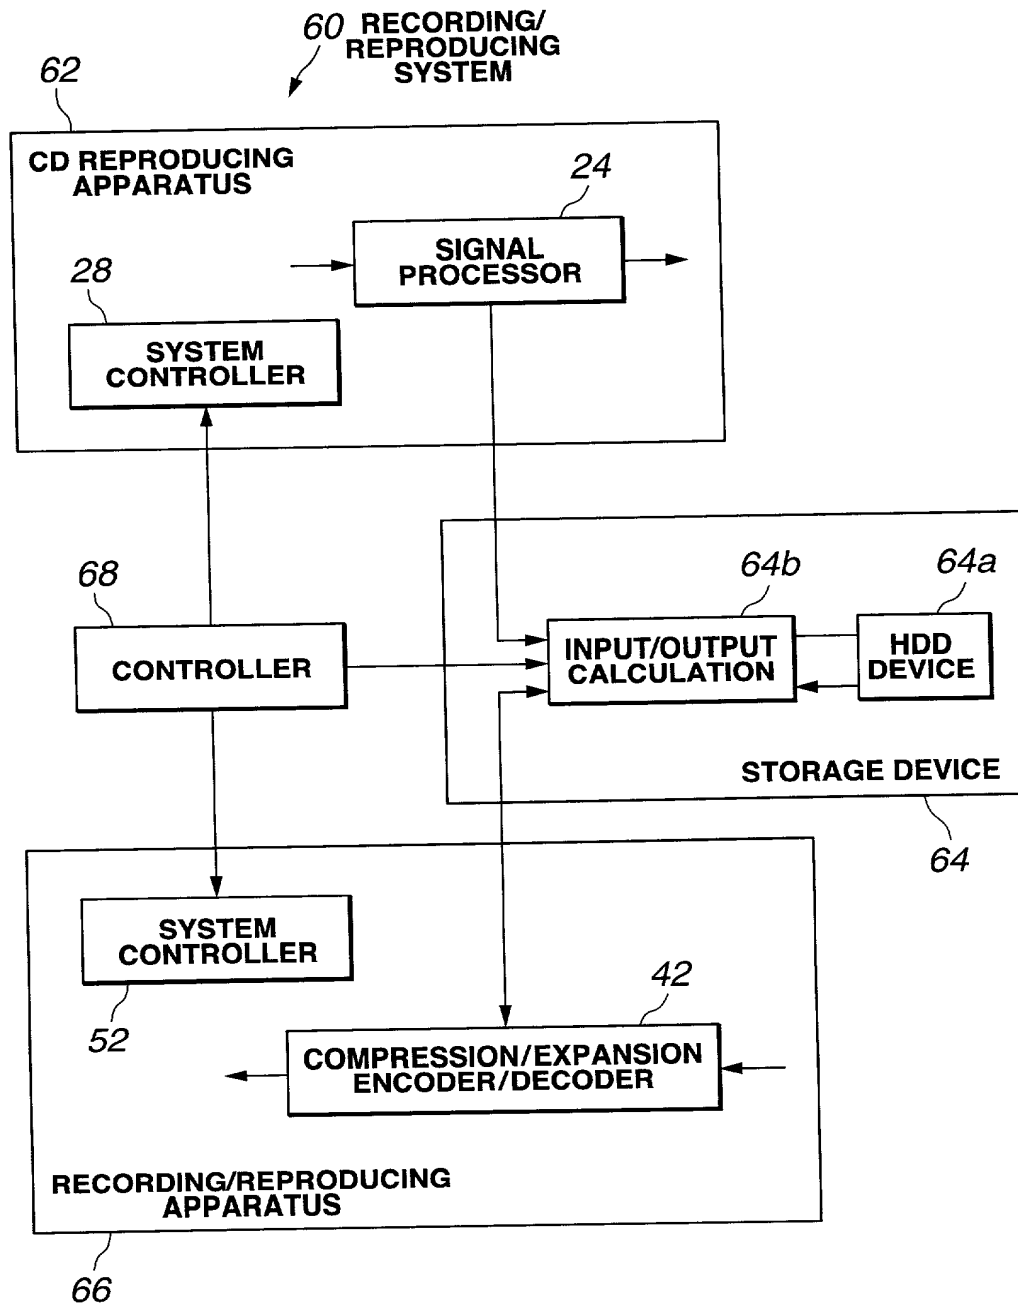 60 RECORDING/
REPRODUCING
SYSTEM
62
CD REPRODUCING
APPARATUS
24
SIGNAL
PROCESSOR
28
SYSTEM
CONTROLLER
68
CONTROLLER
64b
INPUT/OUTPUT
CALCULATION
64a
HDD
DEVICE
STORAGE DEVICE
64
SYSTEM
CONTROLLER
52
42
COMPRESSION/EXPANSION
ENCODER/DECODER
RECORDING/REPRODUCING
APPARATUS
66